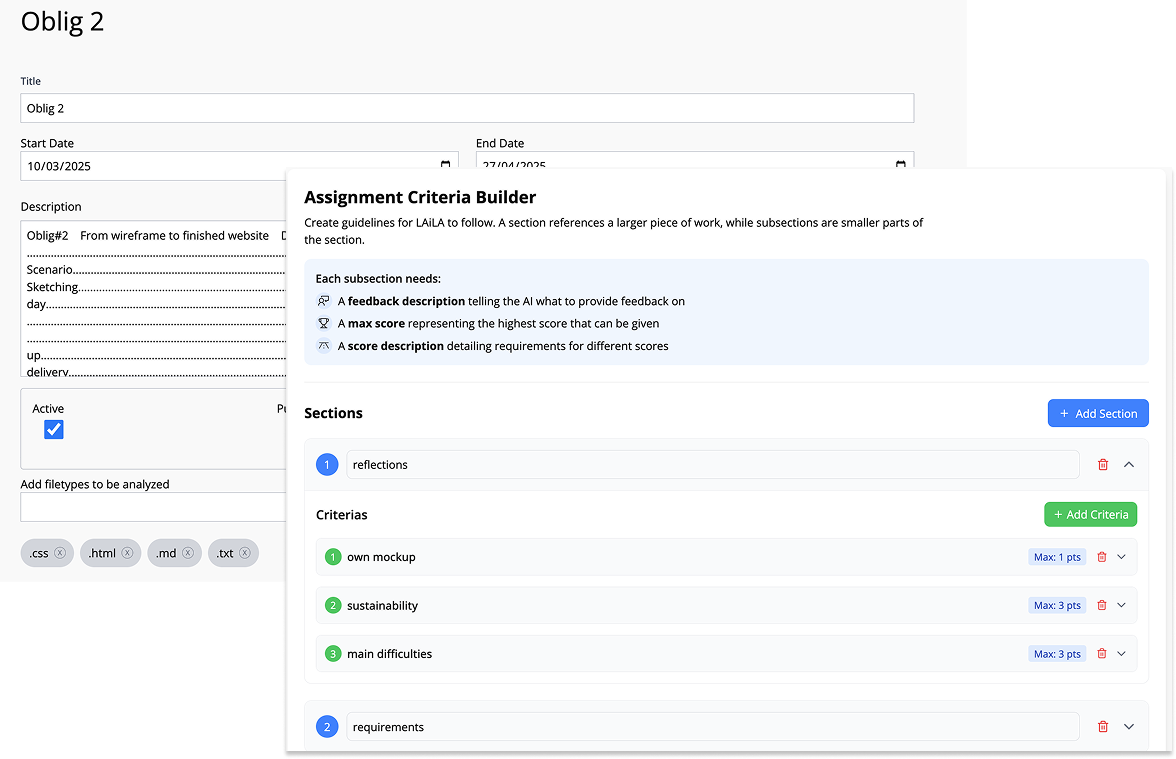 Oblig 2
Title
Oblig 2
Start Date
End Date
10/03/2025
27/04/2025
Description
Oblig#2 From wireframe to finished website
Scenario
Sketching
day
up
delivery
Active
Add filetypes to be analyzed
.css
.html
.md
.txt
Assignment Criteria Builder
Create guidelines for LAiLA to follow. A section references a larger piece of work, while subsections are smaller parts of
the section.
Each subsection needs:
A feedback description telling the AI what to provide feedback on
A max score representing the highest score that can be given
A score description detailing requirements for different scores
Sections
+ Add Section
1 reflections
Criterias
+ Add Criteria
1 own mockup Max: 1 pts
2 sustainability Max: 3 pts
3 main difficulties Max: 3 pts
2 requirements